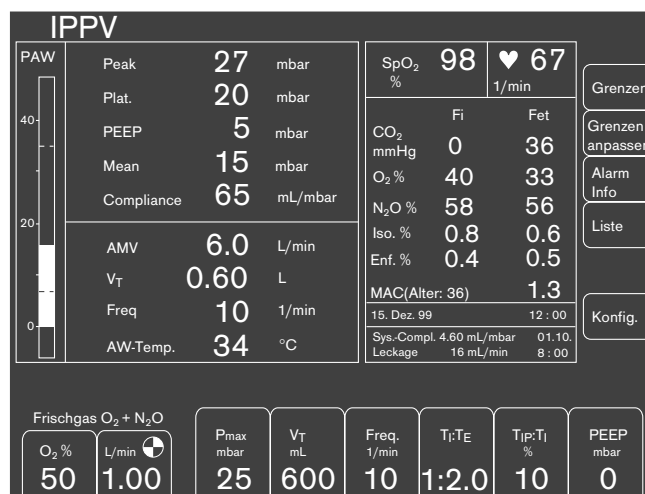 IPPV
PAW
40
20
0
Peak 27 mbar
Plat. 20 mbar
PEEP 5 mbar
Mean 15 mbar
Compliance 65 mL/mbar
AMV 6.0 L/min
VT 0.60 L
Freq 10 1/min
AW-Temp. 34 °C
SpO2 % 98
♥ 67 1/min
Fi Fet
CO2 mmHg 0 36
O2 % 40 33
N2O % 58 56
Iso. % 0.8 0.6
Enf. % 0.4 0.5
MAC(Alter: 36) 1.3
15. Dez. 99 12 : 00
Sys.-Compl. 4.60 mL/mbar 01.10.
Leckage 16 mL/min 8 : 00
Grenzen
Grenzen
anpassen
Alarm
Info
Liste
Konfig.
Frischgas O2 + N2O
O2 % 50
L/min 1.00
Pmax mbar 25
VT mL 600
Freq. 1/min 10
TI:TE 1:2.0
TIP:TI % 10
PEEP mbar 0